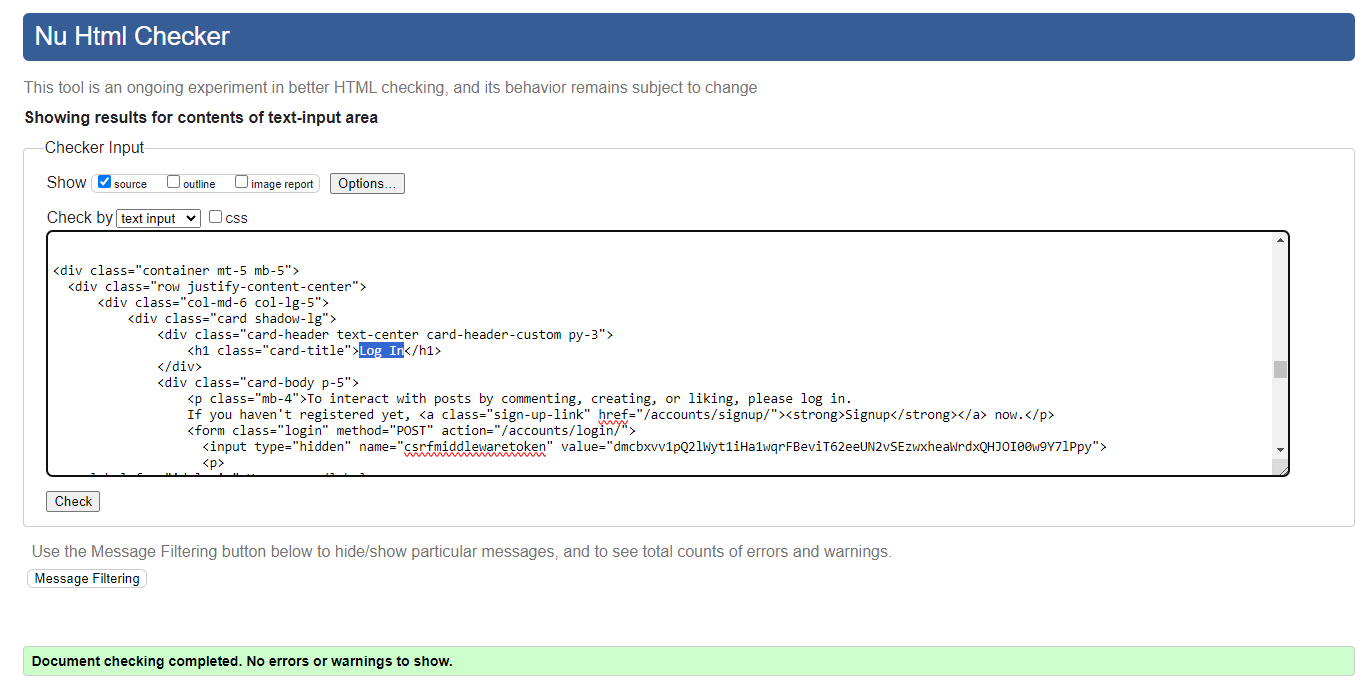 Nu Html Checker
This tool is an ongoing experiment in better HTML checking, and its behavior remains subject to change
Showing results for contents of text-input area
Checker Input
Show source outline image report Options...
Check by text input css
<div class="container mt-5 mb-5">
<div class="row justify-content-center">
<div class="col-md-6 col-lg-5">
<div class="card shadow-lg">
<div class="card-header text-center card-header-custom py-3">
<h1 class="card-title">Log In</h1>
</div>
<div class="card-body p-5">
<p class="mb-4">To interact with posts by commenting, creating, or liking, please log in.
If you haven't registered yet, <a class="sign-up-link" href="/accounts/signup/"><strong>Signup</strong></a> now.</p>
<form class="login" method="POST" action="/accounts/login/">
<input type="hidden" name="csrfmiddlewaretoken" value="dmcbxvv1pQ2lWyt1iHa1wqrFBeviT62eeUN2vSEzwxheaWrdxQHJOI00w9Y7lPpy">
<p>
Check
Use the Message Filtering button below to hide/show particular messages, and to see total counts of errors and warnings.
Message Filtering
Document checking completed. No errors or warnings to show.